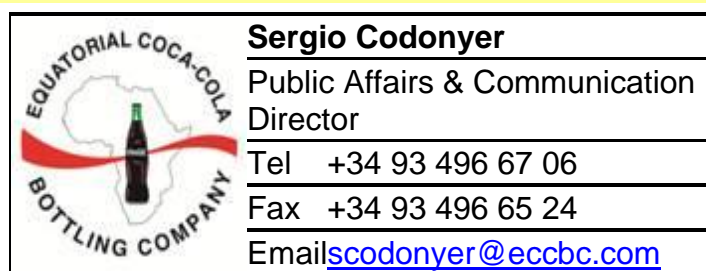 EQUATORIAL COCA-COLA
BOTTLING COMPANY
Sergio Codonyer
Public Affairs & Communication
Director
Tel +34 93 496 67 06
Fax +34 93 496 65 24
Emailscodonyer@eccbc.com